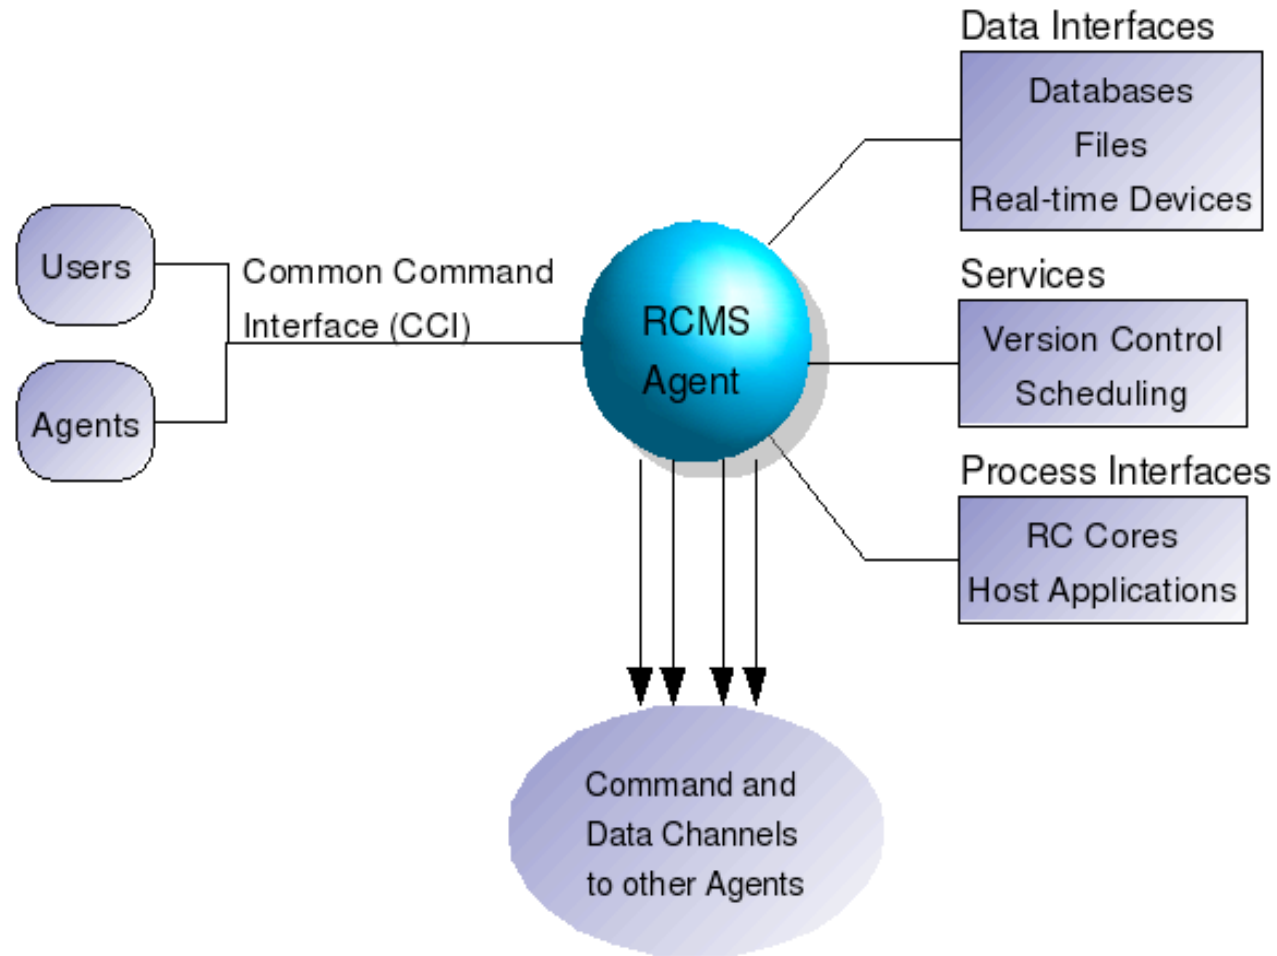 Data Interfaces
Databases
Files
Real-time Devices
Users
Agents
Common Command
Interface (CCI)
RCMS
Agent
Services
Version Control
Scheduling
Process Interfaces
RC Cores
Host Applications
Command and
Data Channels
to other Agents